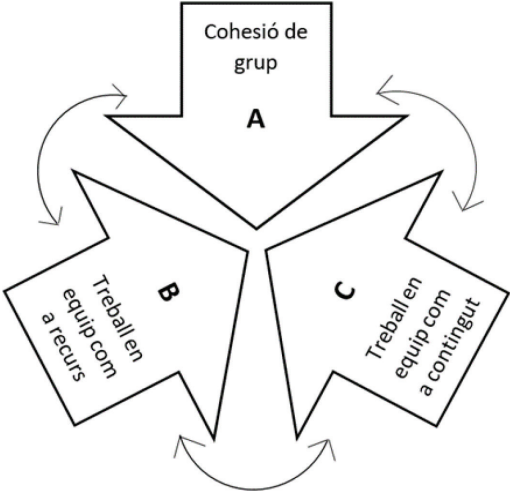 Cohesió de
grup
A
B
Treball en
equip com
a recurs
C
Treball en
equip com
a contingut